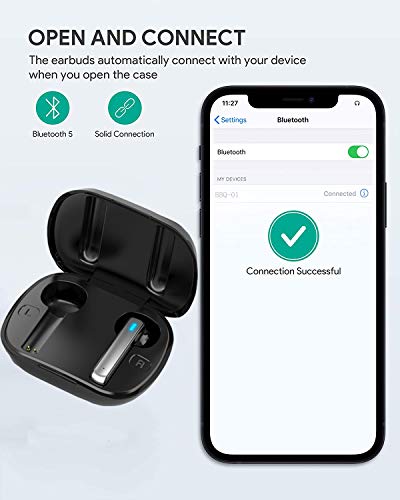 OPEN AND CONNECT
The earbuds automatically connect with your device
when you open the case
Bluetooth 5
Solid Connection
11:27
Settings
Bluetooth
Bluetooth
MY DEVICES
SBQ-01
Connected
Connection Successful
L
R